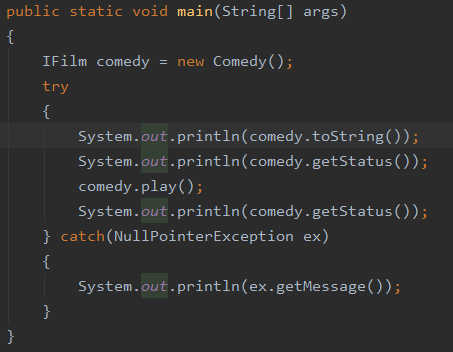 public static void main(String[] args)
{
    IFilm comedy = new Comedy();
    try
    {
        System.out.println(comedy.toString());
        System.out.println(comedy.getStatus());
        comedy.play();
        System.out.println(comedy.getStatus());
    } catch(NullPointerException ex)
    {
        System.out.println(ex.getMessage());
    }
}